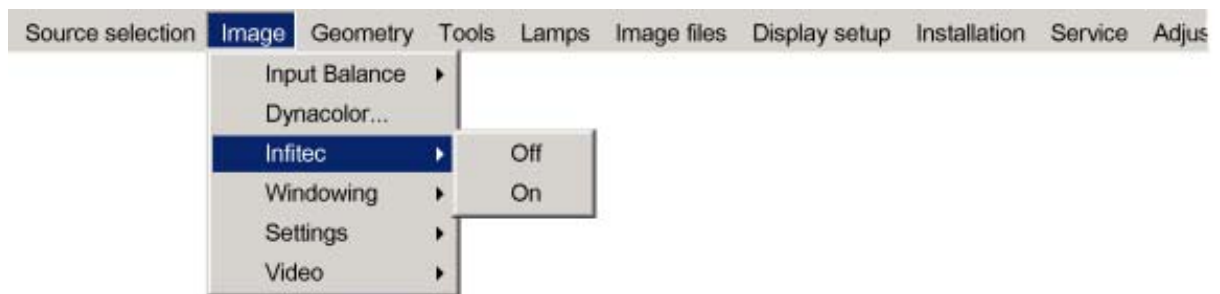 Source selection Image Geometry Tools Lamps Image files Display setup Installation Service Adjus
Input Balance
Dynacolor...
Infitec Off
Windowing On
Settings
Video